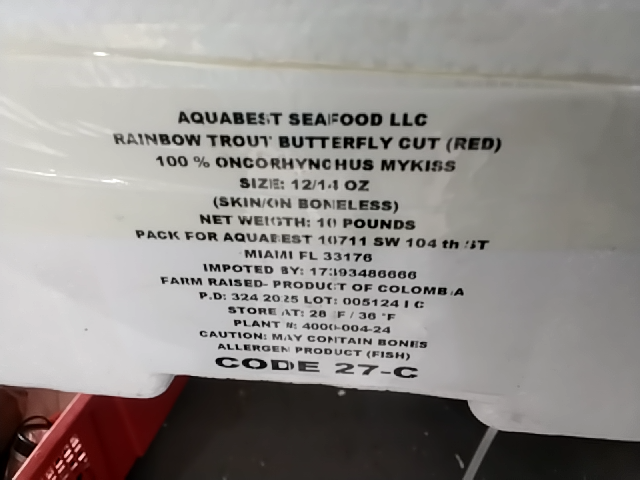 AQUABEST SEAFOOD LLC
RAINBOW TROUT BUTTERFLY CUT (RED)
100 % ONCORHYNCHUS MYKISS
SIZE: 12/14 OZ
(SKIN/ON BONELESS)
NET WEIGTH: 10 POUNDS
PACK FOR AQUABEST 10711 SW 104 th ST
MIAMI FL 33176
IMPOTED BY: 17393486666
FARM RAISED- PRODUCT OF COLOMBIA
P.D: 324 2025 LOT: 005124 I C
STORE AT: 28 °F / 36 °F
PLANT #: 4000-004-24
CAUTION: MAY CONTAIN BONES
ALLERGEN PRODUCT (FISH)
CODE 27-C